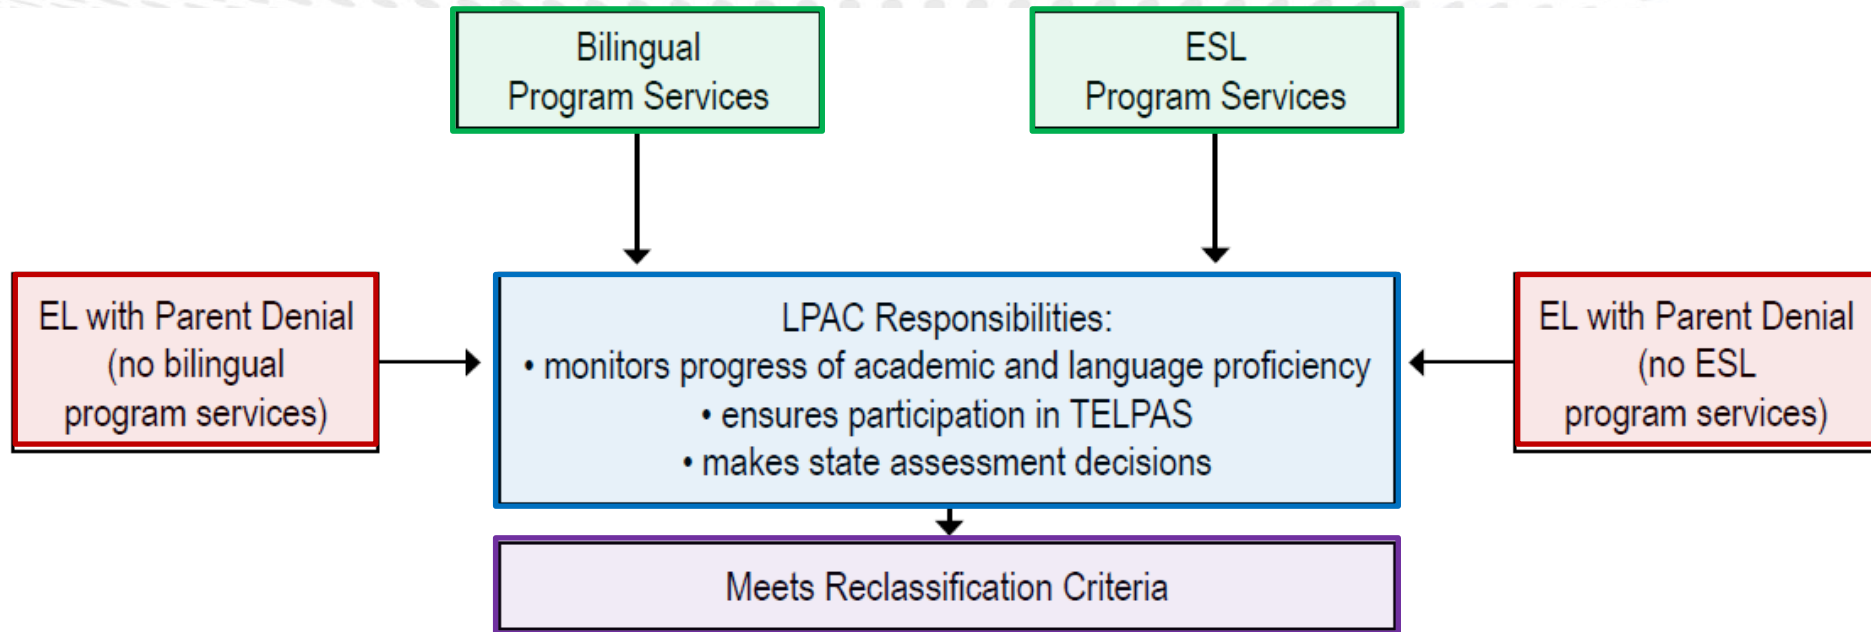 Bilingual
Program Services
ESL
Program Services
EL with Parent Denial
(no bilingual
program services)
LPAC Responsibilities:
• monitors progress of academic and language proficiency
• ensures participation in TELPAS
• makes state assessment decisions
EL with Parent Denial
(no ESL
program services)
Meets Reclassification Criteria